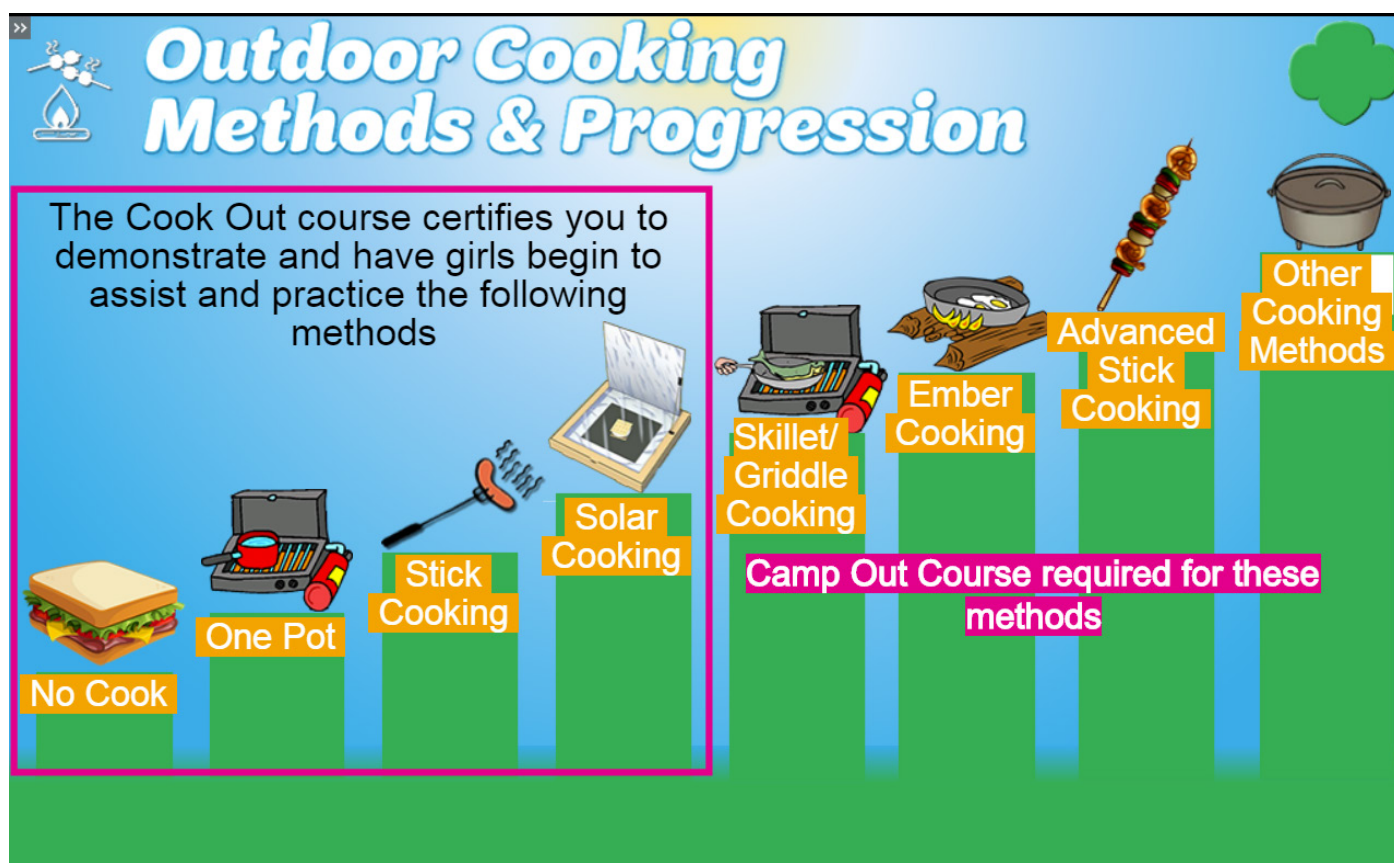 Outdoor Cooking
Methods & Progression
The Cook Out course certifies you to
demonstrate and have girls begin to
assist and practice the following
methods
No Cook
One Pot
Stick
Cooking
Solar
Cooking
Skillet/
Griddle
Cooking
Ember
Cooking
Advanced
Stick
Cooking
Other
Cooking
Methods
Camp Out Course required for these
methods